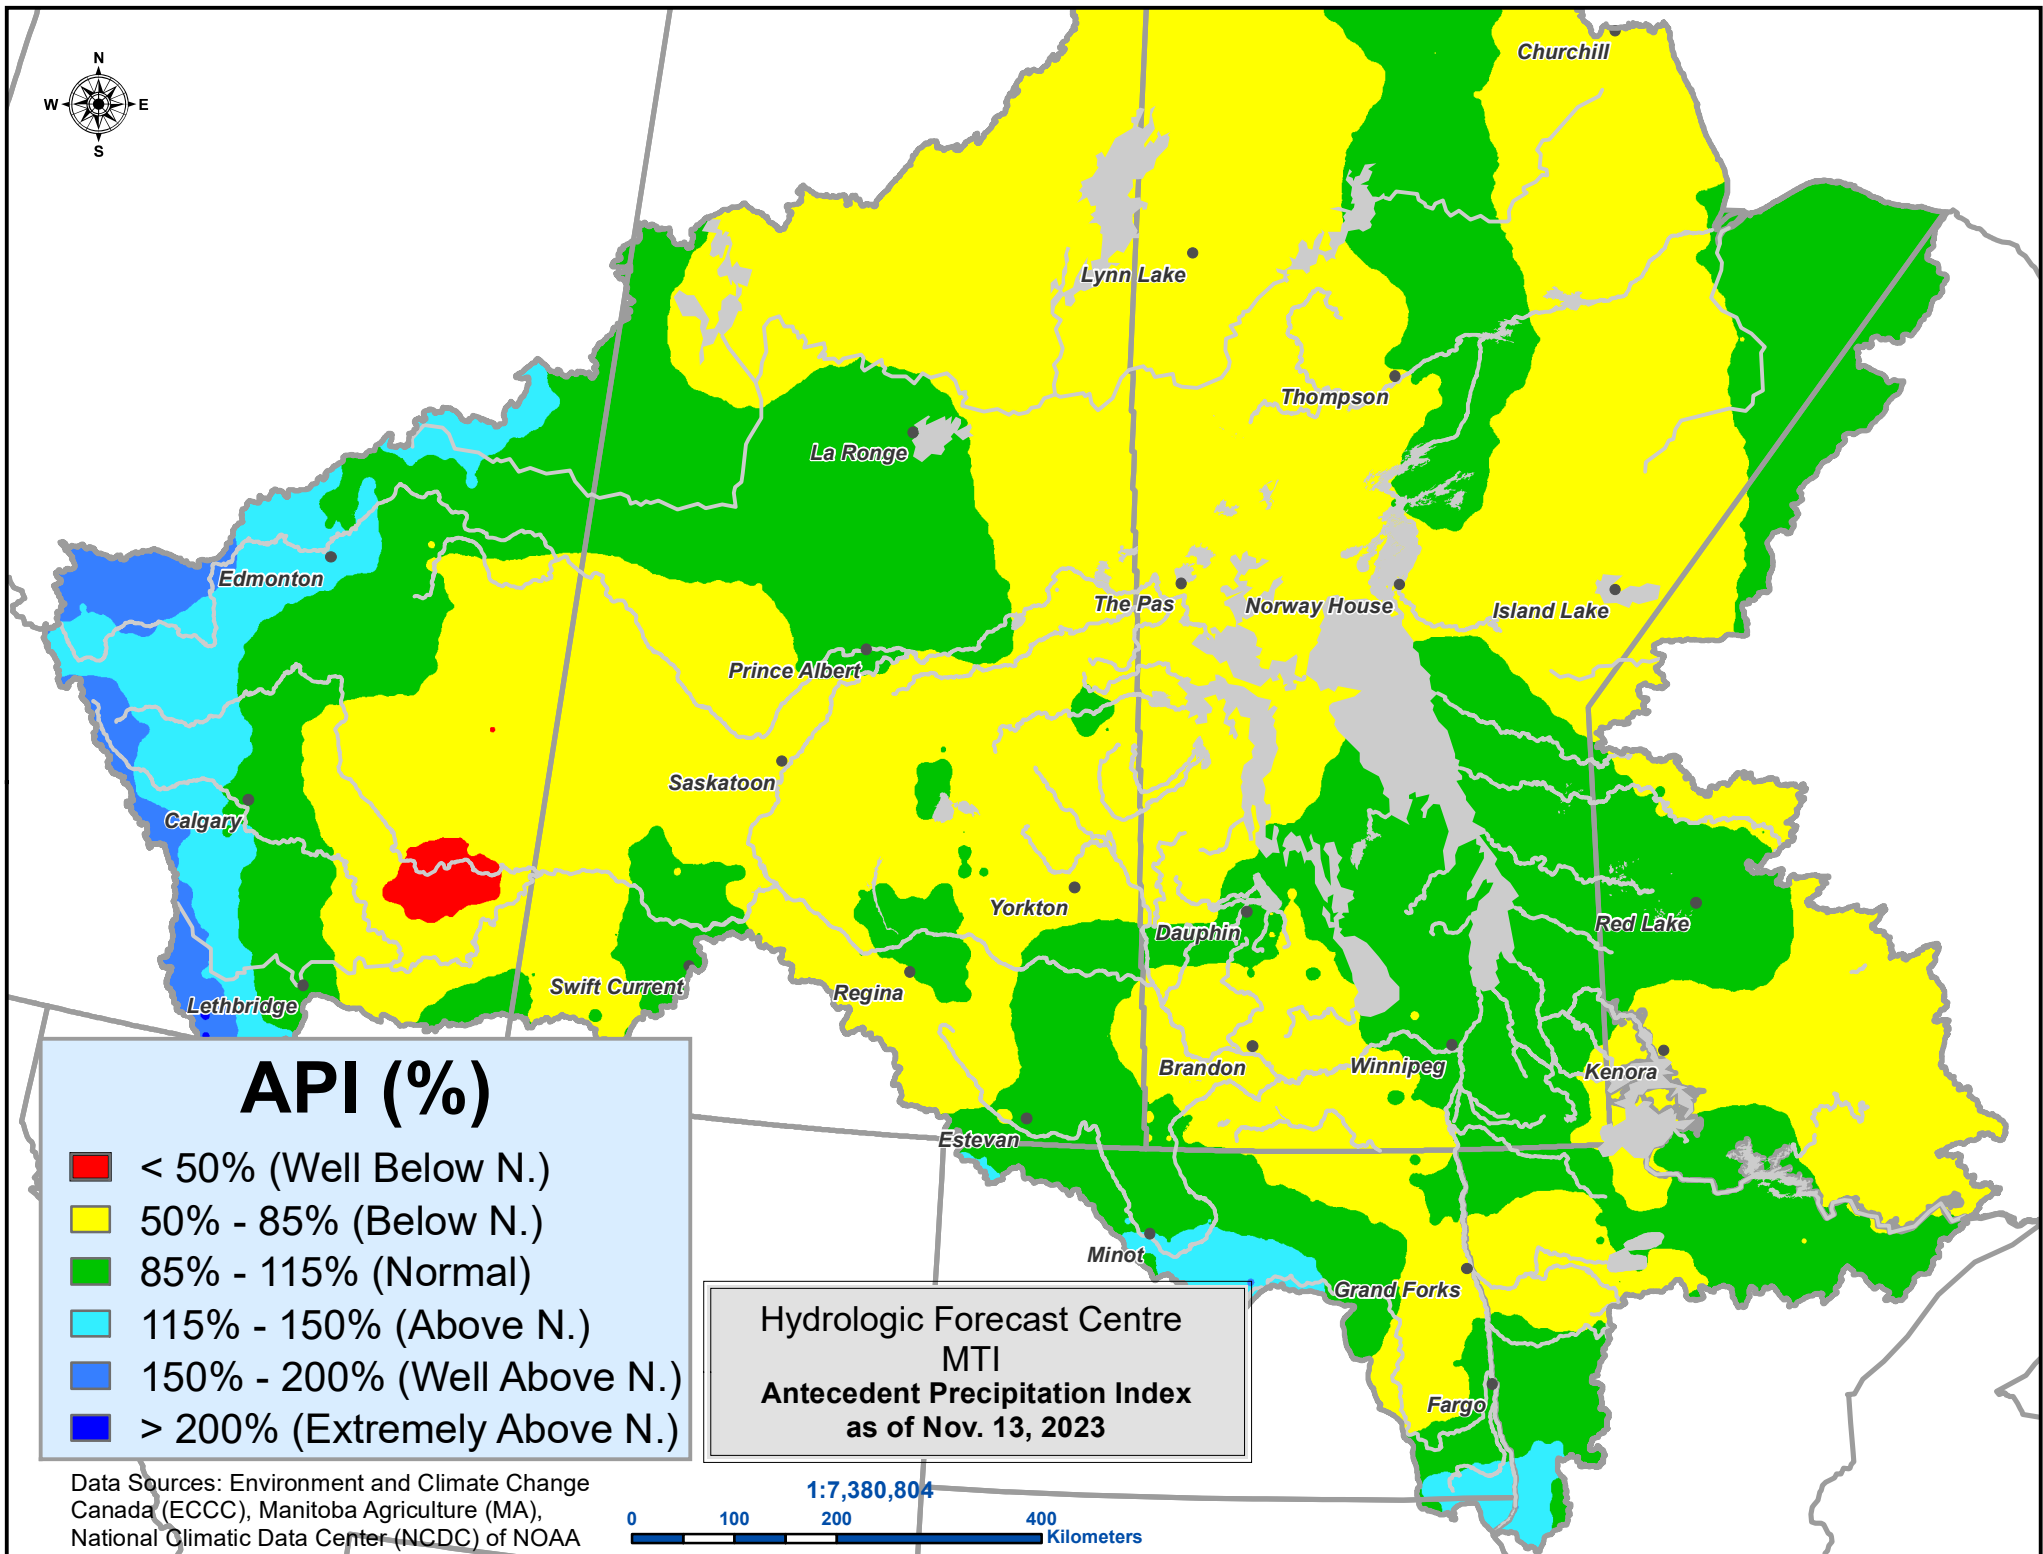 N
W E
S
Churchill
Lynn Lake
Thompson
La Ronge
Edmonton
The Pas
Norway House
Island Lake
Prince Albert
Saskatoon
Calgary
Yorkton
Dauphin
Red Lake
Swift Current
Regina
Lethbridge
Brandon
Winnipeg
Kenora
Estevan
Minot
Grand Forks
Fargo
API (%)
< 50% (Well Below N.)
50% - 85% (Below N.)
85% - 115% (Normal)
115% - 150% (Above N.)
150% - 200% (Well Above N.)
> 200% (Extremely Above N.)
Hydrologic Forecast Centre
MTI
Antecedent Precipitation Index
as of Nov. 13, 2023
Data Sources: Environment and Climate Change
Canada (ECCC), Manitoba Agriculture (MA),
National Climatic Data Center (NCDC) of NOAA
1:7,380,804
0 100 200 400
Kilometers